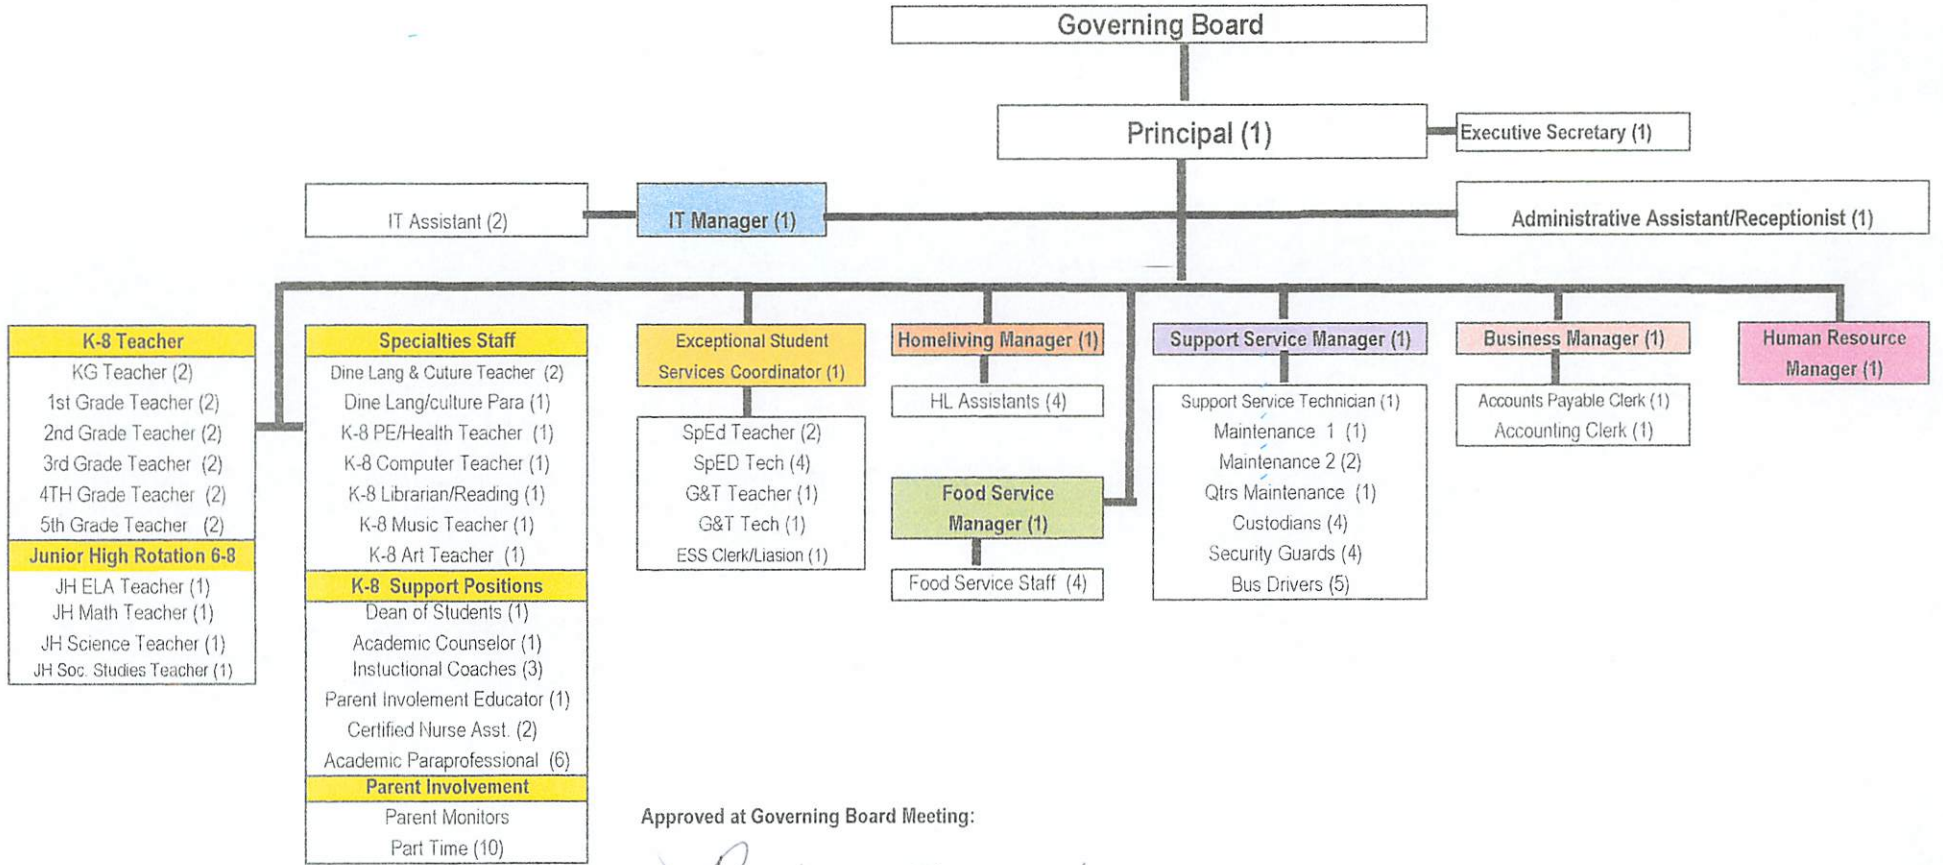 Governing Board
Principal (1)
Executive Secretary (1)
IT Assistant (2)
IT Manager (1)
Administrative Assistant/Receptionist (1)
K-8 Teacher
KG Teacher (2)
1st Grade Teacher (2)
2nd Grade Teacher (2)
3rd Grade Teacher (2)
4TH Grade Teacher (2)
5th Grade Teacher (2)
Junior High Rotation 6-8
JH ELA Teacher (1)
JH Math Teacher (1)
JH Science Teacher (1)
JH Soc. Studies Teacher (1)
Specialties Staff
Dine Lang & Cuture Teacher (2)
Dine Lang/culture Para (1)
K-8 PE/Health Teacher (1)
K-8 Computer Teacher (1)
K-8 Librarian/Reading (1)
K-8 Music Teacher (1)
K-8 Art Teacher (1)
K-8 Support Positions
Dean of Students (1)
Academic Counselor (1)
Instuctional Coaches (3)
Parent Involement Educator (1)
Certified Nurse Asst. (2)
Academic Paraprofessional (6)
Parent Involvement
Parent Monitors
Part Time (10)
Exceptional Student
Services Coordinator (1)
SpEd Teacher (2)
SpED Tech (4)
G&T Teacher (1)
G&T Tech (1)
ESS Clerk/Liasion (1)
Homeliving Manager (1)
HL Assistants (4)
Food Service
Manager (1)
Food Service Staff (4)
Support Service Manager (1)
Support Service Technician (1)
Maintenance 1 (1)
Maintenance 2 (2)
Qtrs Maintenance (1)
Custodians (4)
Security Guards (4)
Bus Drivers (5)
Business Manager (1)
Accounts Payable Clerk (1)
Accounting Clerk (1)
Human Resource
Manager (1)
Approved at Governing Board Meeting: